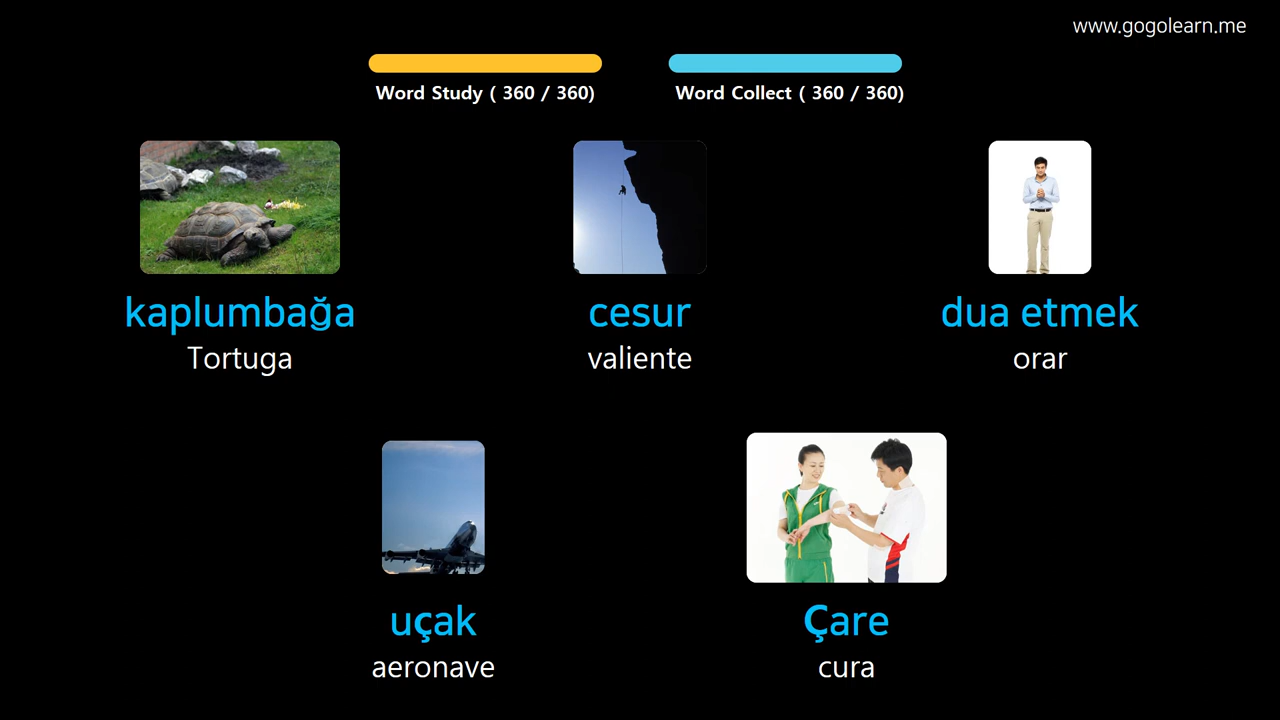 www.gogolearn.me
Word Study ( 360 / 360)
Word Collect ( 360 / 360)
kaplumbağa
Tortuga
cesur
valiente
dua etmek
orar
uçak
aeronave
Çare
cura